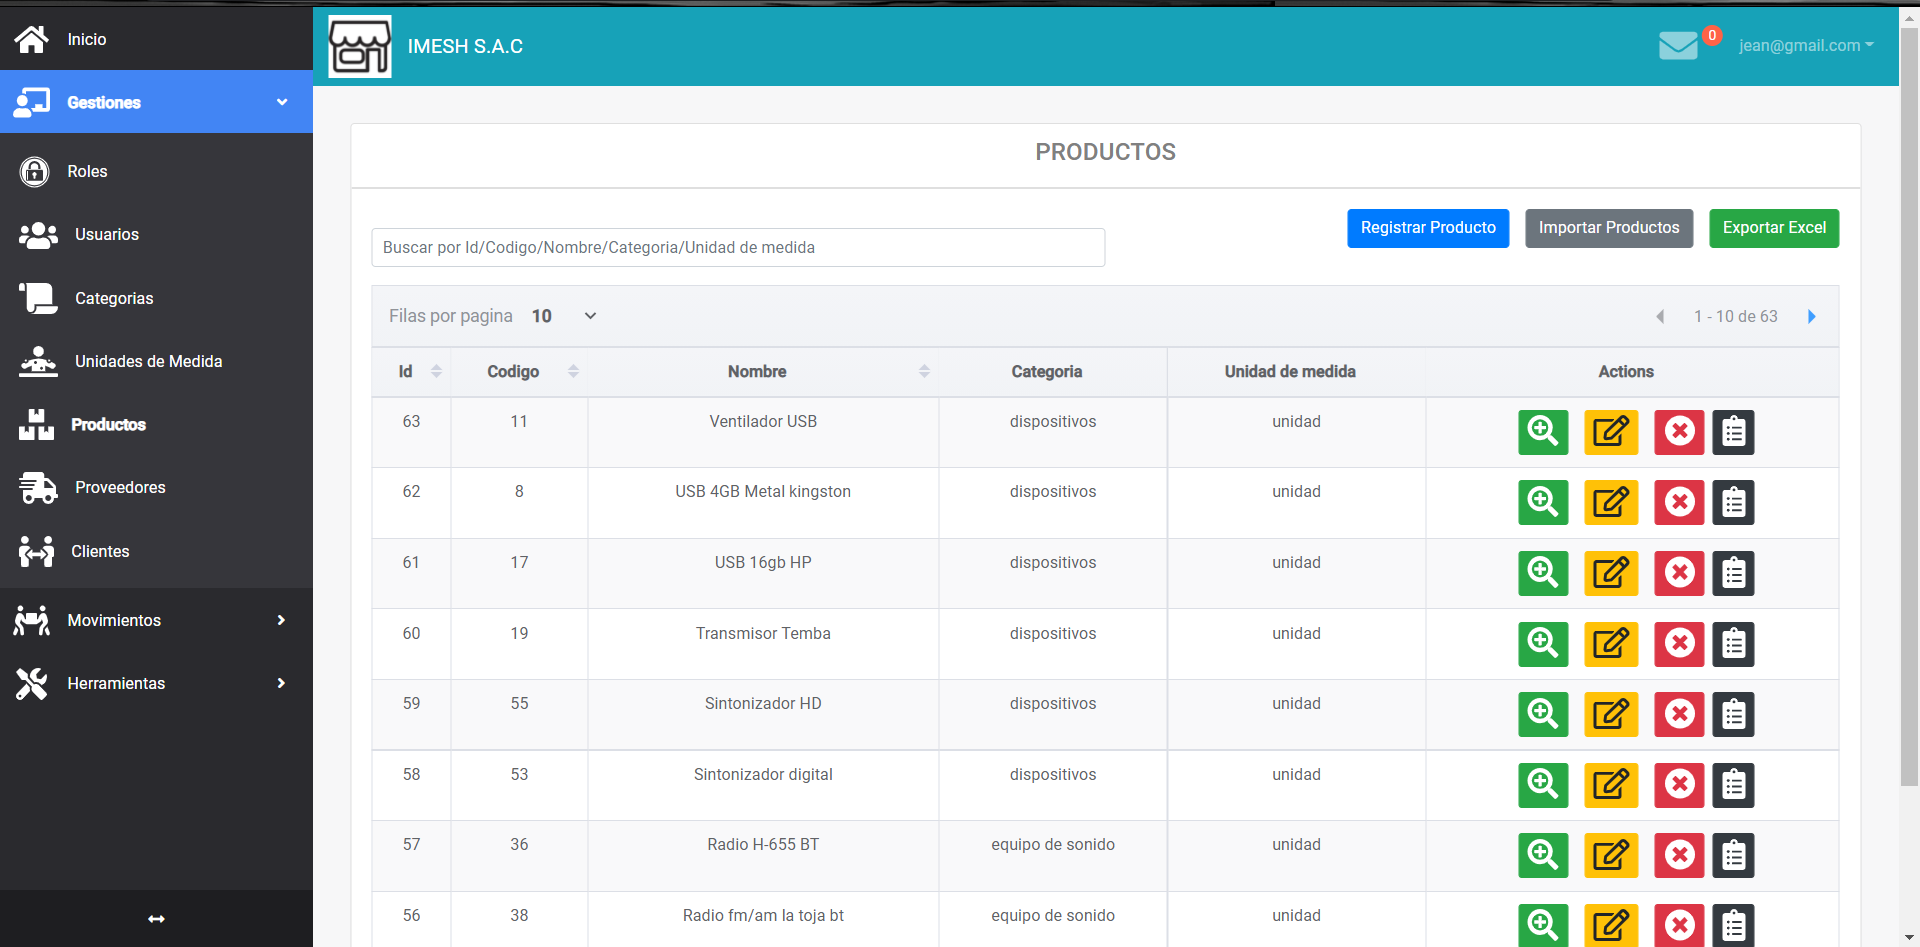 Inicio
Gestiones
Roles
Usuarios
Categorias
Unidades de Medida
Productos
Proveedores
Clientes
Movimientos
Herramientas
IMESH S.A.C
0
jean@gmail.com
PRODUCTOS
Buscar por Id/Codigo/Nombre/Categoria/Unidad de medida
Registrar Producto
Importar Productos
Exportar Excel
Filas por pagina 10
1 - 10 de 63
Id Codigo Nombre Categoria Unidad de medida Actions
63 11 Ventilador USB dispositivos unidad
62 8 USB 4GB Metal kingston dispositivos unidad
61 17 USB 16gb HP dispositivos unidad
60 19 Transmisor Temba dispositivos unidad
59 55 Sintonizador HD dispositivos unidad
58 53 Sintonizador digital dispositivos unidad
57 36 Radio H-655 BT equipo de sonido unidad
56 38 Radio fm/am la toja bt equipo de sonido unidad